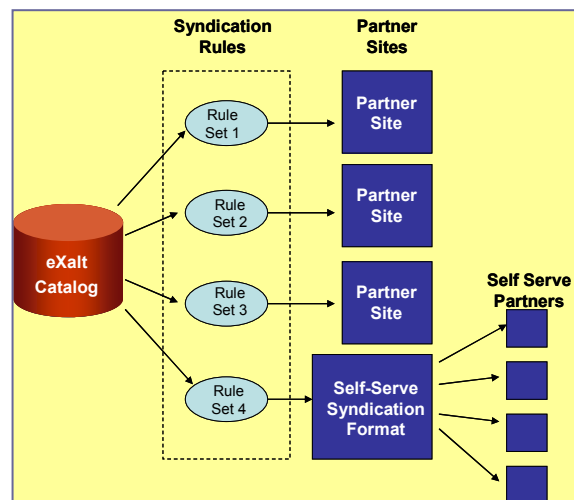 Syndication
Rules
Partner
Sites
Rule
Set 1
Partner
Site
Rule
Set 2
Partner
Site
eXalt
Catalog
Rule
Set 3
Partner
Site
Self Serve
Partners
Rule
Set 4
Self-Serve
Syndication
Format